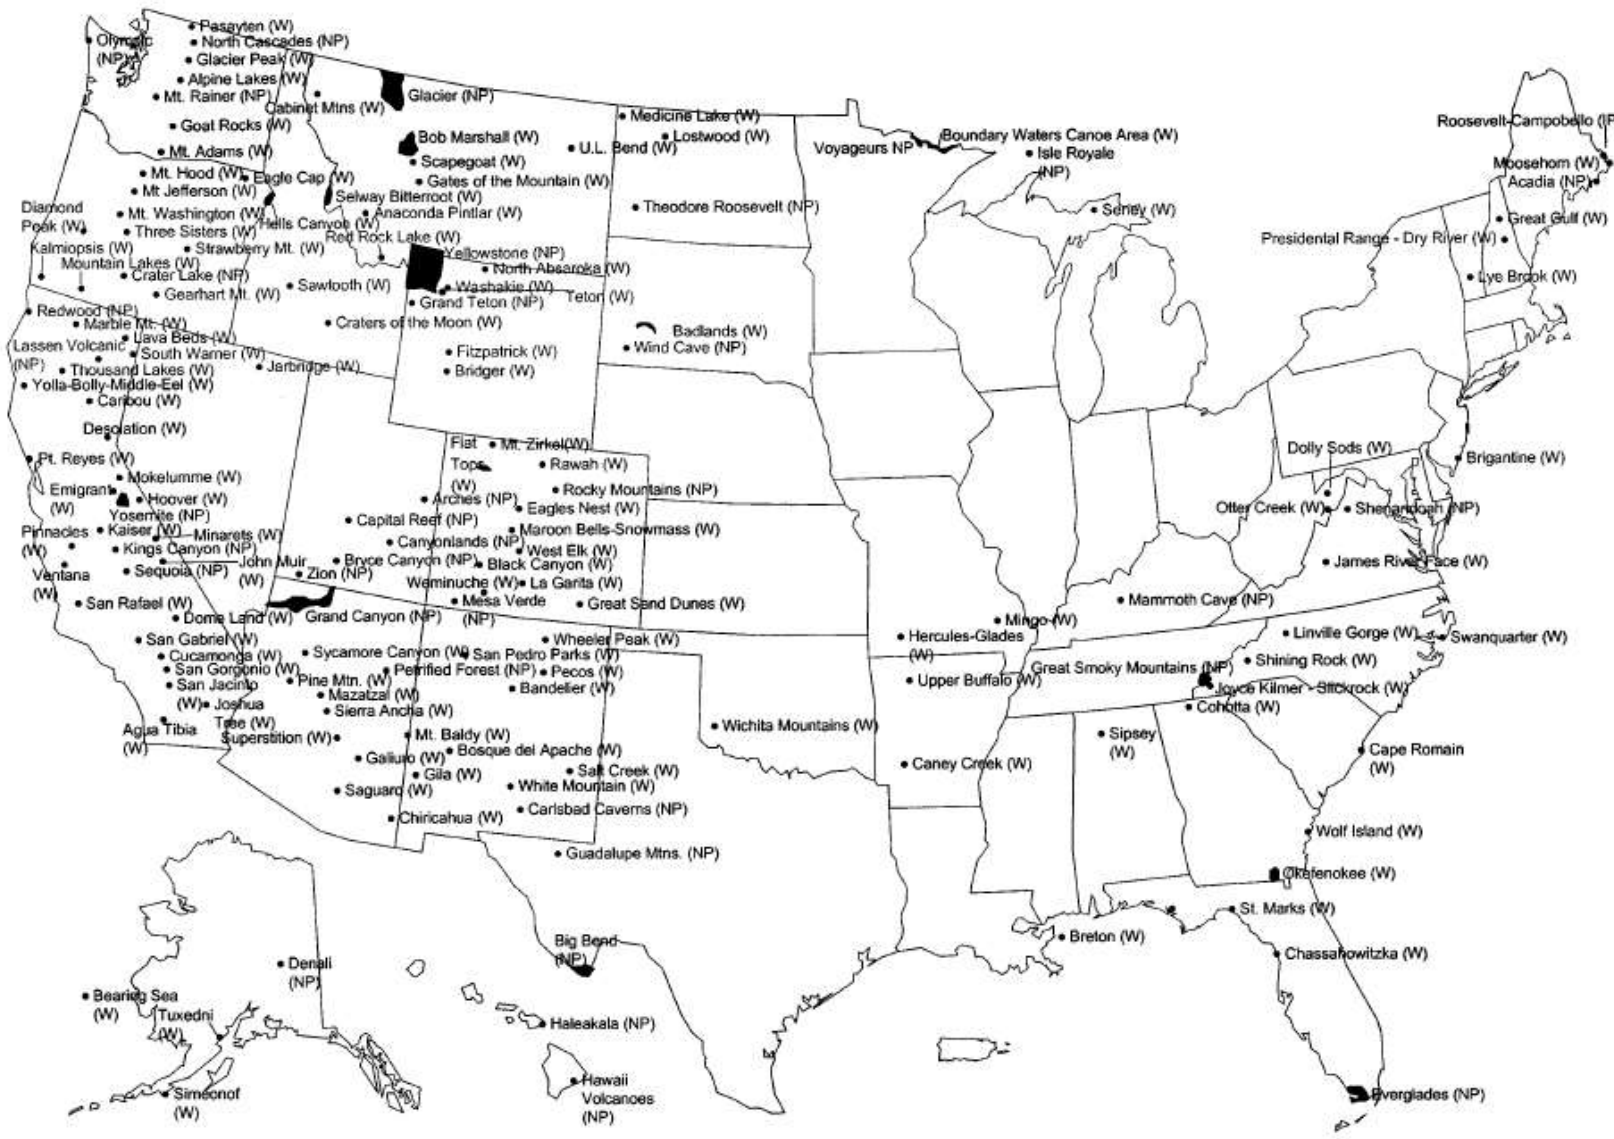 Pasayten (W)
Olympic
(NP)
North Cascades (NP)
Glacier Peak (W)
Alpine Lakes (W)
Mt. Rainer (NP)
Goat Rocks (W)
Mt. Adams (W)
Mt. Hood (W)
Eagle Cap (W)
Mt Jefferson (W)
Diamond
Peak (W)
Mt. Washington (W)
Hells Canyon (W)
Three Sisters (W)
Kalmiopsis (W)
Strawberry Mt. (W)
Mountain Lakes (W)
Crater Lake (NP)
Gearhart Mt. (W)
Cabinet Mtns (W)
Glacier (NP)
Bob Marshall (W)
Scapegoat (W)
Gates of the Mountain (W)
Selway Bitterroot (W)
Anaconda Pintlar (W)
Red Rock Lake (W)
U.L. Bend (W)
Medicine Lake (W)
Lostwood (W)
Theodore Roosevelt (NP)
Yellowstone (NP)
North Absaroka (W)
Washakie (W)
Teton (W)
Grand Teton (NP)
Sawtooth (W)
Craters of the Moon (W)
Fitzpatrick (W)
Bridger (W)
Badlands (W)
Wind Cave (NP)
Voyageurs NP
Boundary Waters Canoe Area (W)
Isle Royale
(NP)
Seney (W)
Roosevelt-Campobello (IP
Moosehorn (W)
Acadia (NP)
Great Gulf (W)
Presidental Range - Dry River (W)
Lye Brook (W)
Redwood (NP)
Marble Mt. (W)
Lava Beds (W)
Lassen Volcanic
(NP)
South Warner (W)
Thousand Lakes (W)
Jarbridge (W)
Yolla-Bolly-Middle-Eel (W)
Caribou (W)
Desolation (W)
Pt. Reyes (W)
Mokelumme (W)
Emigrant
(W)
Hoover (W)
Yosemite (NP)
Pinnacles
(W)
Kaiser (W)
Minarets (W)
Kings Canyon (NP)
John Muir
(W)
Ventana
(W)
Sequoia (NP)
San Rafael (W)
Dome Land (W)
San Gabriel (W)
Cucamonga (W)
San Gorgonio (W)
San Jacinto
(W)
Joshua
Tree (W)
Agua Tibia
(W)
Flat
Tops
(W)
Mt. Zirkel(W)
Rawah (W)
Rocky Mountains (NP)
Arches (NP)
Eagles Nest (W)
Capital Reef (NP)
Maroon Bells-Snowmass (W)
Canyonlands (NP)
West Elk (W)
Bryce Canyon (NP)
Black Canyon (W)
Zion (NP)
Weminuche (W)
La Garita (W)
Mesa Verde
(NP)
Great Sand Dunes (W)
Grand Canyon (NP)
Wheeler Peak (W)
Sycamore Canyon (W)
San Pedro Parks (W)
Petrified Forest (NP)
Pecos (W)
Pine Mtn. (W)
Bandelier (W)
Mazatzal (W)
Sierra Ancha (W)
Superstition (W)
Mt. Baldy (W)
Bosque del Apache (W)
Galiuro (W)
Gila (W)
Salt Creek (W)
Saguaro (W)
White Mountain (W)
Chiricahua (W)
Carlsbad Caverns (NP)
Guadalupe Mtns. (NP)
Big Bend
(NP)
Wichita Mountains (W)
Dolly Sods (W)
Brigantine (W)
Otter Creek (W)
Shenandoah (NP)
James River Face (W)
Mammoth Cave (NP)
Mingo (W)
Hercules-Glades
(W)
Upper Buffalo (W)
Linville Gorge (W)
Swanquarter (W)
Great Smoky Mountains (NP)
Shining Rock (W)
Joyce Kilmer - Slickrock (W)
Cohotta (W)
Sipsey
(W)
Caney Creek (W)
Cape Romain
(W)
Wolf Island (W)
Okefenokee (W)
St. Marks (W)
Breton (W)
Chassahowitzka (W)
Everglades (NP)
Denali
(NP)
Bearing Sea
(W)
Tuxedni
(W)
Simeonof
(W)
Haleakala (NP)
Hawaii
Volcanoes
(NP)